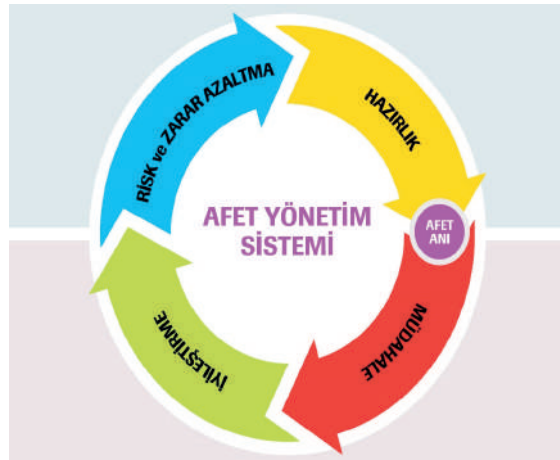 RİSK ve ZARAR AZALTMA
HAZIRLIK
AFET YÖNETİM
SİSTEMİ
AFET
ANI
İYİLEŞTİRME
MÜDAHALE